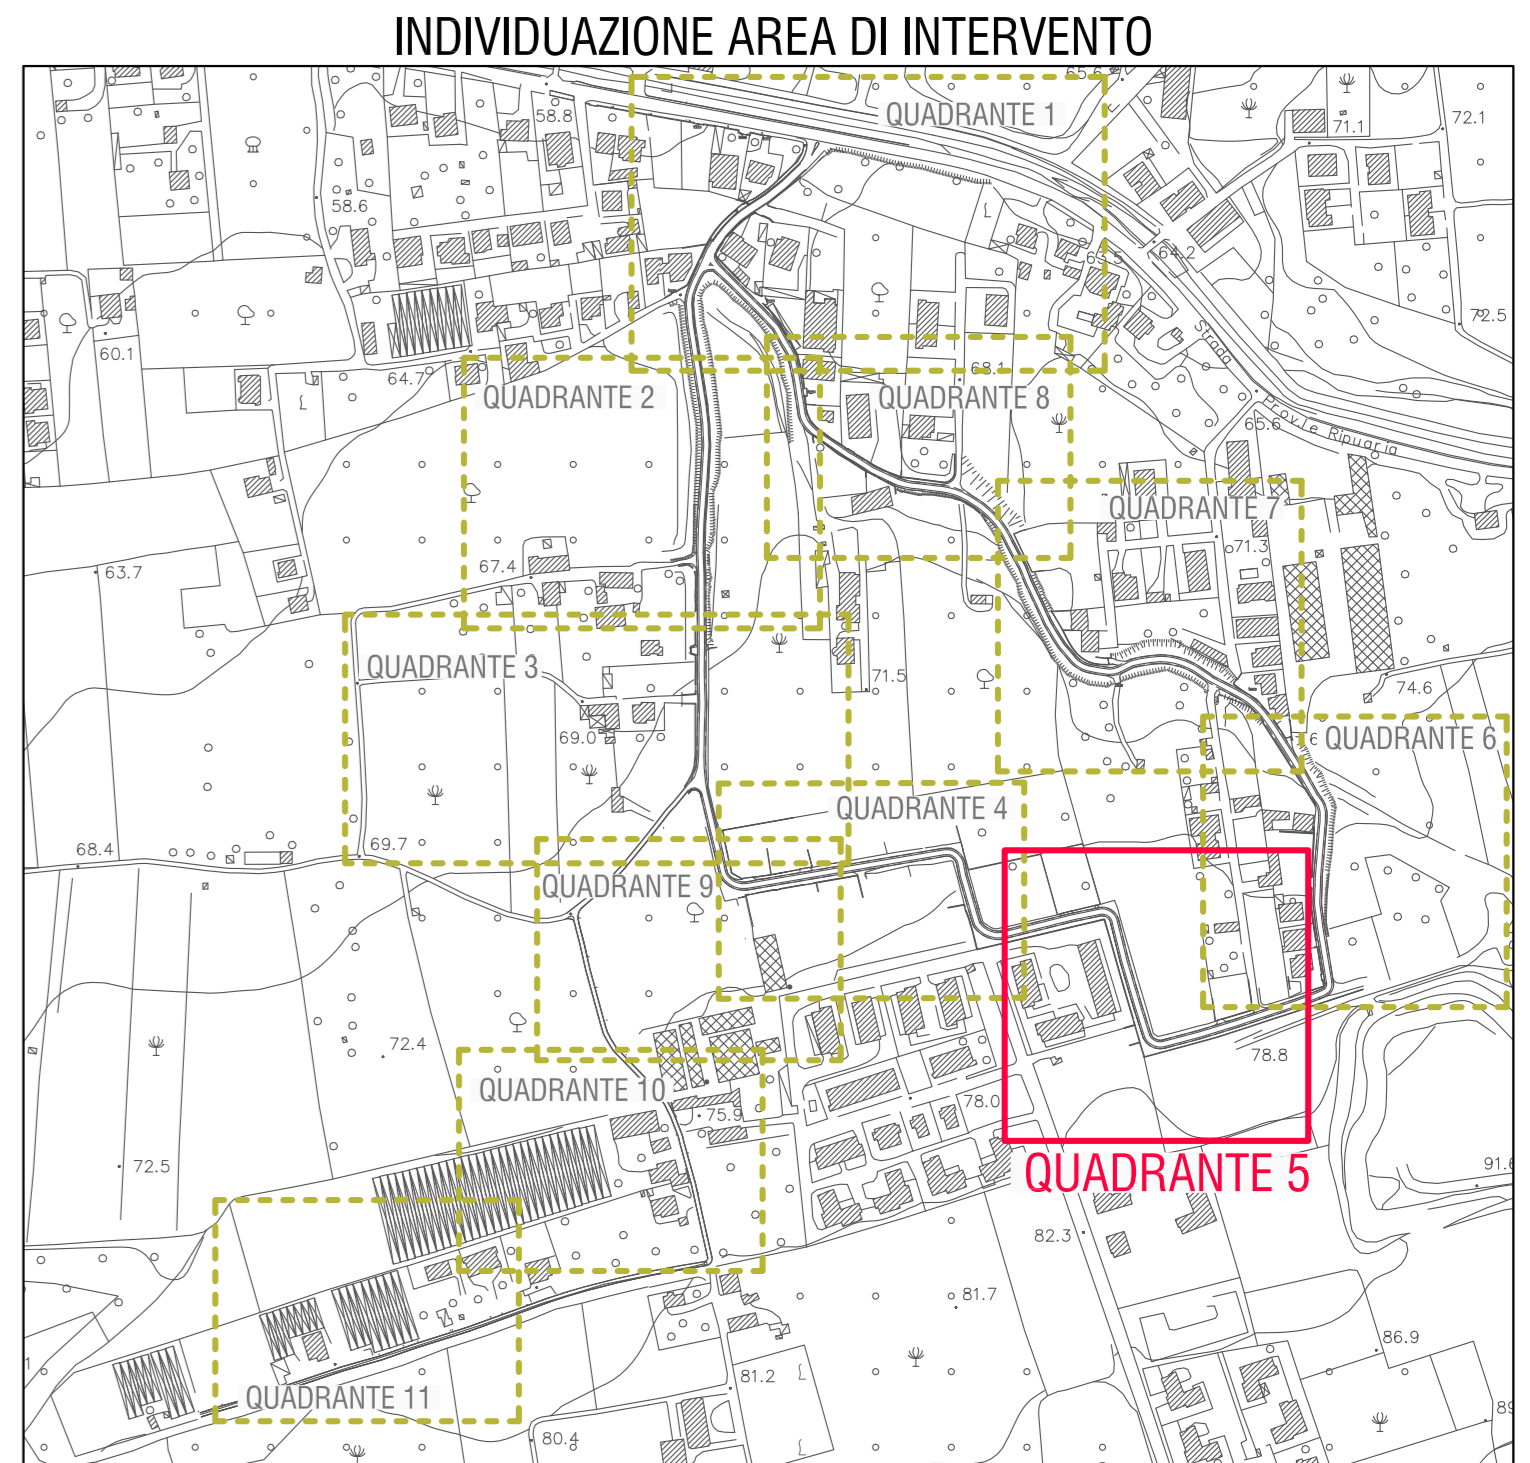 INDIVIDUAZIONE AREA DI INTERVENTO
65.6
QUADRANTE 1
58.8
71.1
72.1
58.6
64.2
72.5
60.1
Strada
64.7
68.1
QUADRANTE 2
QUADRANTE 8
65.6
Prov.le Ripuaria
QUADRANTE 7
71.3
67.4
63.7
QUADRANTE 3
71.5
74.6
69.0
QUADRANTE 6
QUADRANTE 4
68.4
69.7
QUADRANTE 9
72.4
78.8
QUADRANTE 10
75.9
78.0
72.5
QUADRANTE 5
91.6
82.3
81.7
86.9
81.2
QUADRANTE 11
80.4